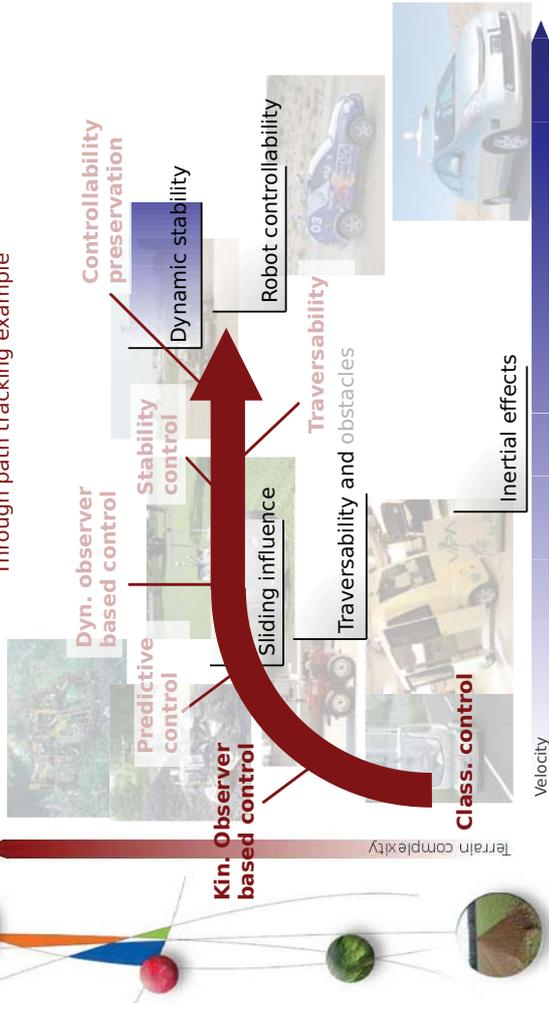 Through path tracking example
Controllability
preservation
Dynamic stability
Robot controllability
Stability
control
Traversability
Dyn. observer
based control
Sliding influence
Traversability and obstacles
Inertial effects
Predictive
control
Kin. Observer
based control
Class. control
Terrain complexity
Velocity